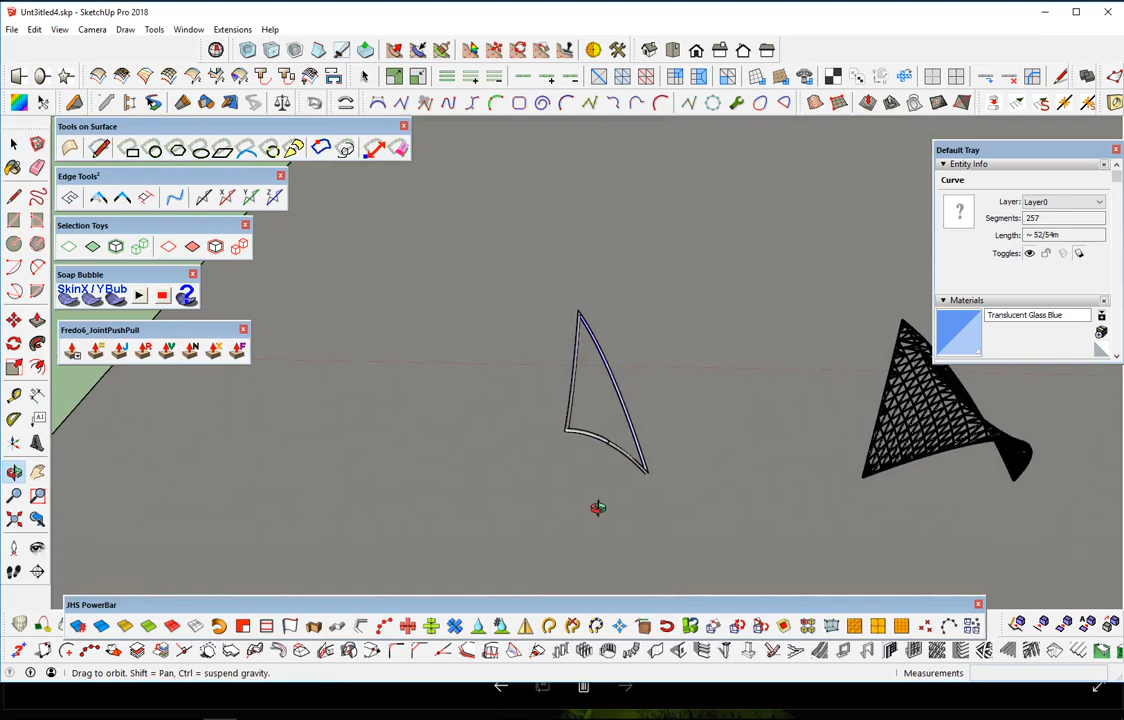 Unt3itled4.skp - SketchUp Pro 2018
File Edit View Camera Draw Tools Window Extensions Help
Tools on Surface
Edge Tools²
Selection Toys
Soap Bubble
SkinX / YBub
Fredo6_JointPushPull
Default Tray
Entity Info
Curve
Layer: Layer0
Segments: 257
Length: ~ 52/54m
Toggles:
Materials
Translucent Glass Blue
JHS PowerBar
Drag to orbit. Shift = Pan, Ctrl = suspend gravity.
Measurements